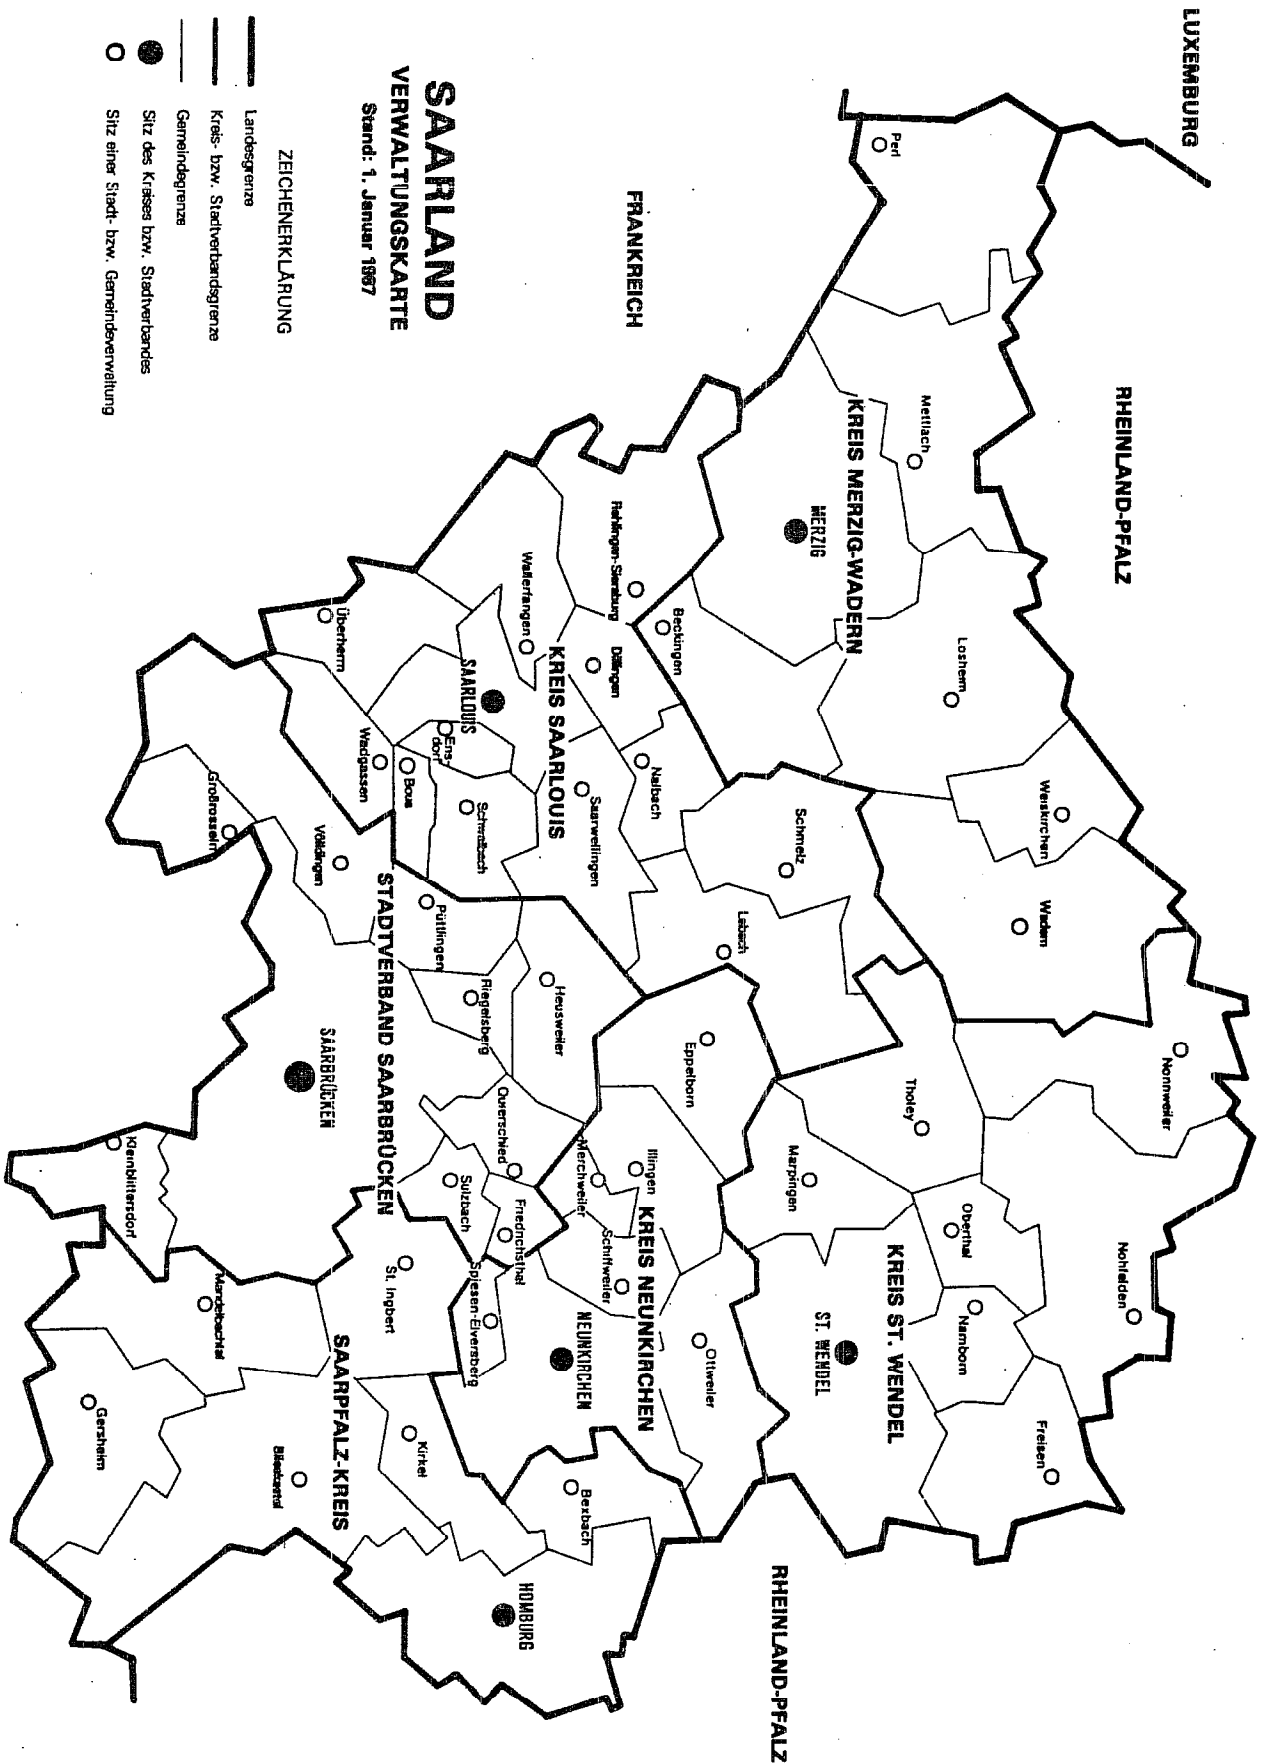 LUXEMBURG
RHEINLAND-PFALZ
FRANKREICH
RHEINLAND-PFALZ
SAARLAND
VERWALTUNGSKARTE
Stand: 1. Januar 1987
ZEICHENERKLÄRUNG
Landesgrenze
Kreis- bzw. Stadtverbandsgrenze
Gemeindegrenze
Sitz des Kreises bzw. Stadtverbandes
Sitz einer Stadt- bzw. Gemeindeverwaltung
KREIS MERZIG-WADERN
Perl
Mettlach
MERZIG
Losheim
Weiskirchen
Wadern
Beckingen
KREIS ST. WENDEL
Nonnweiler
Nohfelden
Tholey
Oberthal
Namborn
Freisen
Marpingen
ST. WENDEL
KREIS SAARLOUIS
Rehlingen-Siersburg
Wallerfangen
Dillingen
Nalbach
Schmelz
Lebach
Saarwellingen
SAARLOUIS
Ens-
dorf
Schwalbach
Bous
Wadgassen
Überherrn
KREIS NEUNKIRCHEN
Eppelborn
Illingen
Merchweiler
Schiffweiler
Ottweiler
NEUNKIRCHEN
Spiesen-Elversberg
STADTVERBAND SAARBRÜCKEN
Heusweiler
Püttlingen
Riegelsberg
Quierschied
Friedrichsthal
Sulzbach
Völklingen
Großrosseln
SAARBRÜCKEN
Kleinblittersdorf
SAARPFALZ-KREIS
St. Ingbert
Mandelbachtal
Gersheim
Blieskastel
Kirkel
Bexbach
HOMBURG